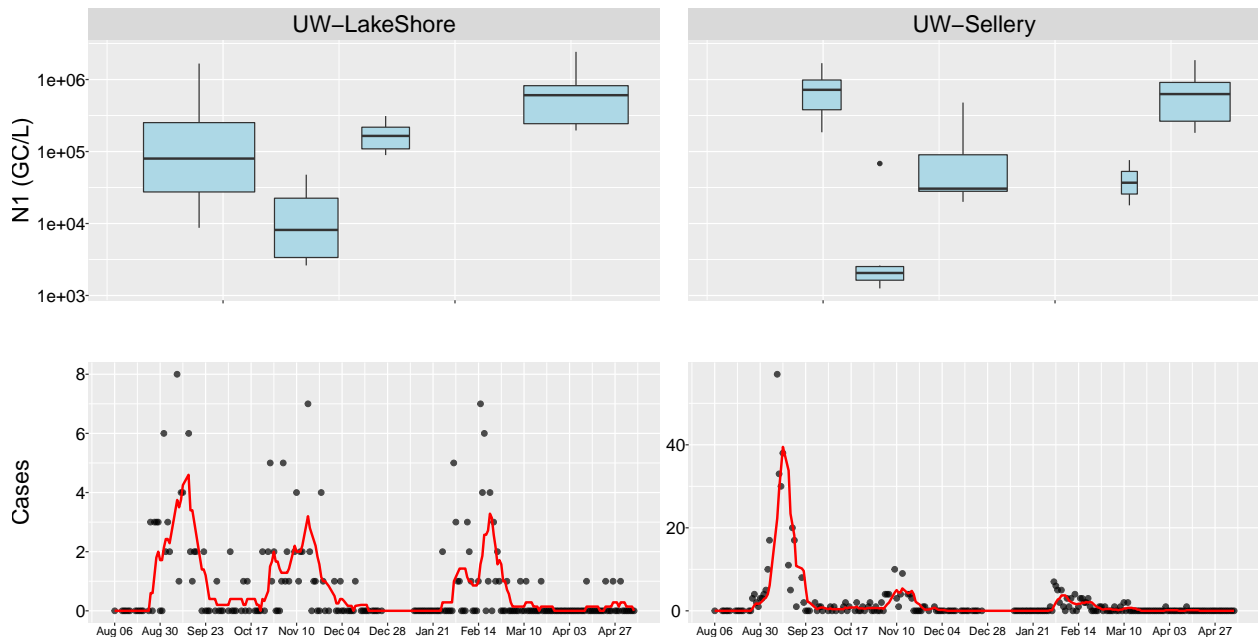 UW−LakeShore
UW−Sellery
N1 (GC/L)
1e+06
1e+05
1e+04
1e+03
Cases
8
6
4
2
0
40
20
0
Aug 06 Aug 30 Sep 23 Oct 17 Nov 10 Dec 04 Dec 28 Jan 21 Feb 14 Mar 10 Apr 03 Apr 27
Aug 06 Aug 30 Sep 23 Oct 17 Nov 10 Dec 04 Dec 28 Jan 21 Feb 14 Mar 10 Apr 03 Apr 27